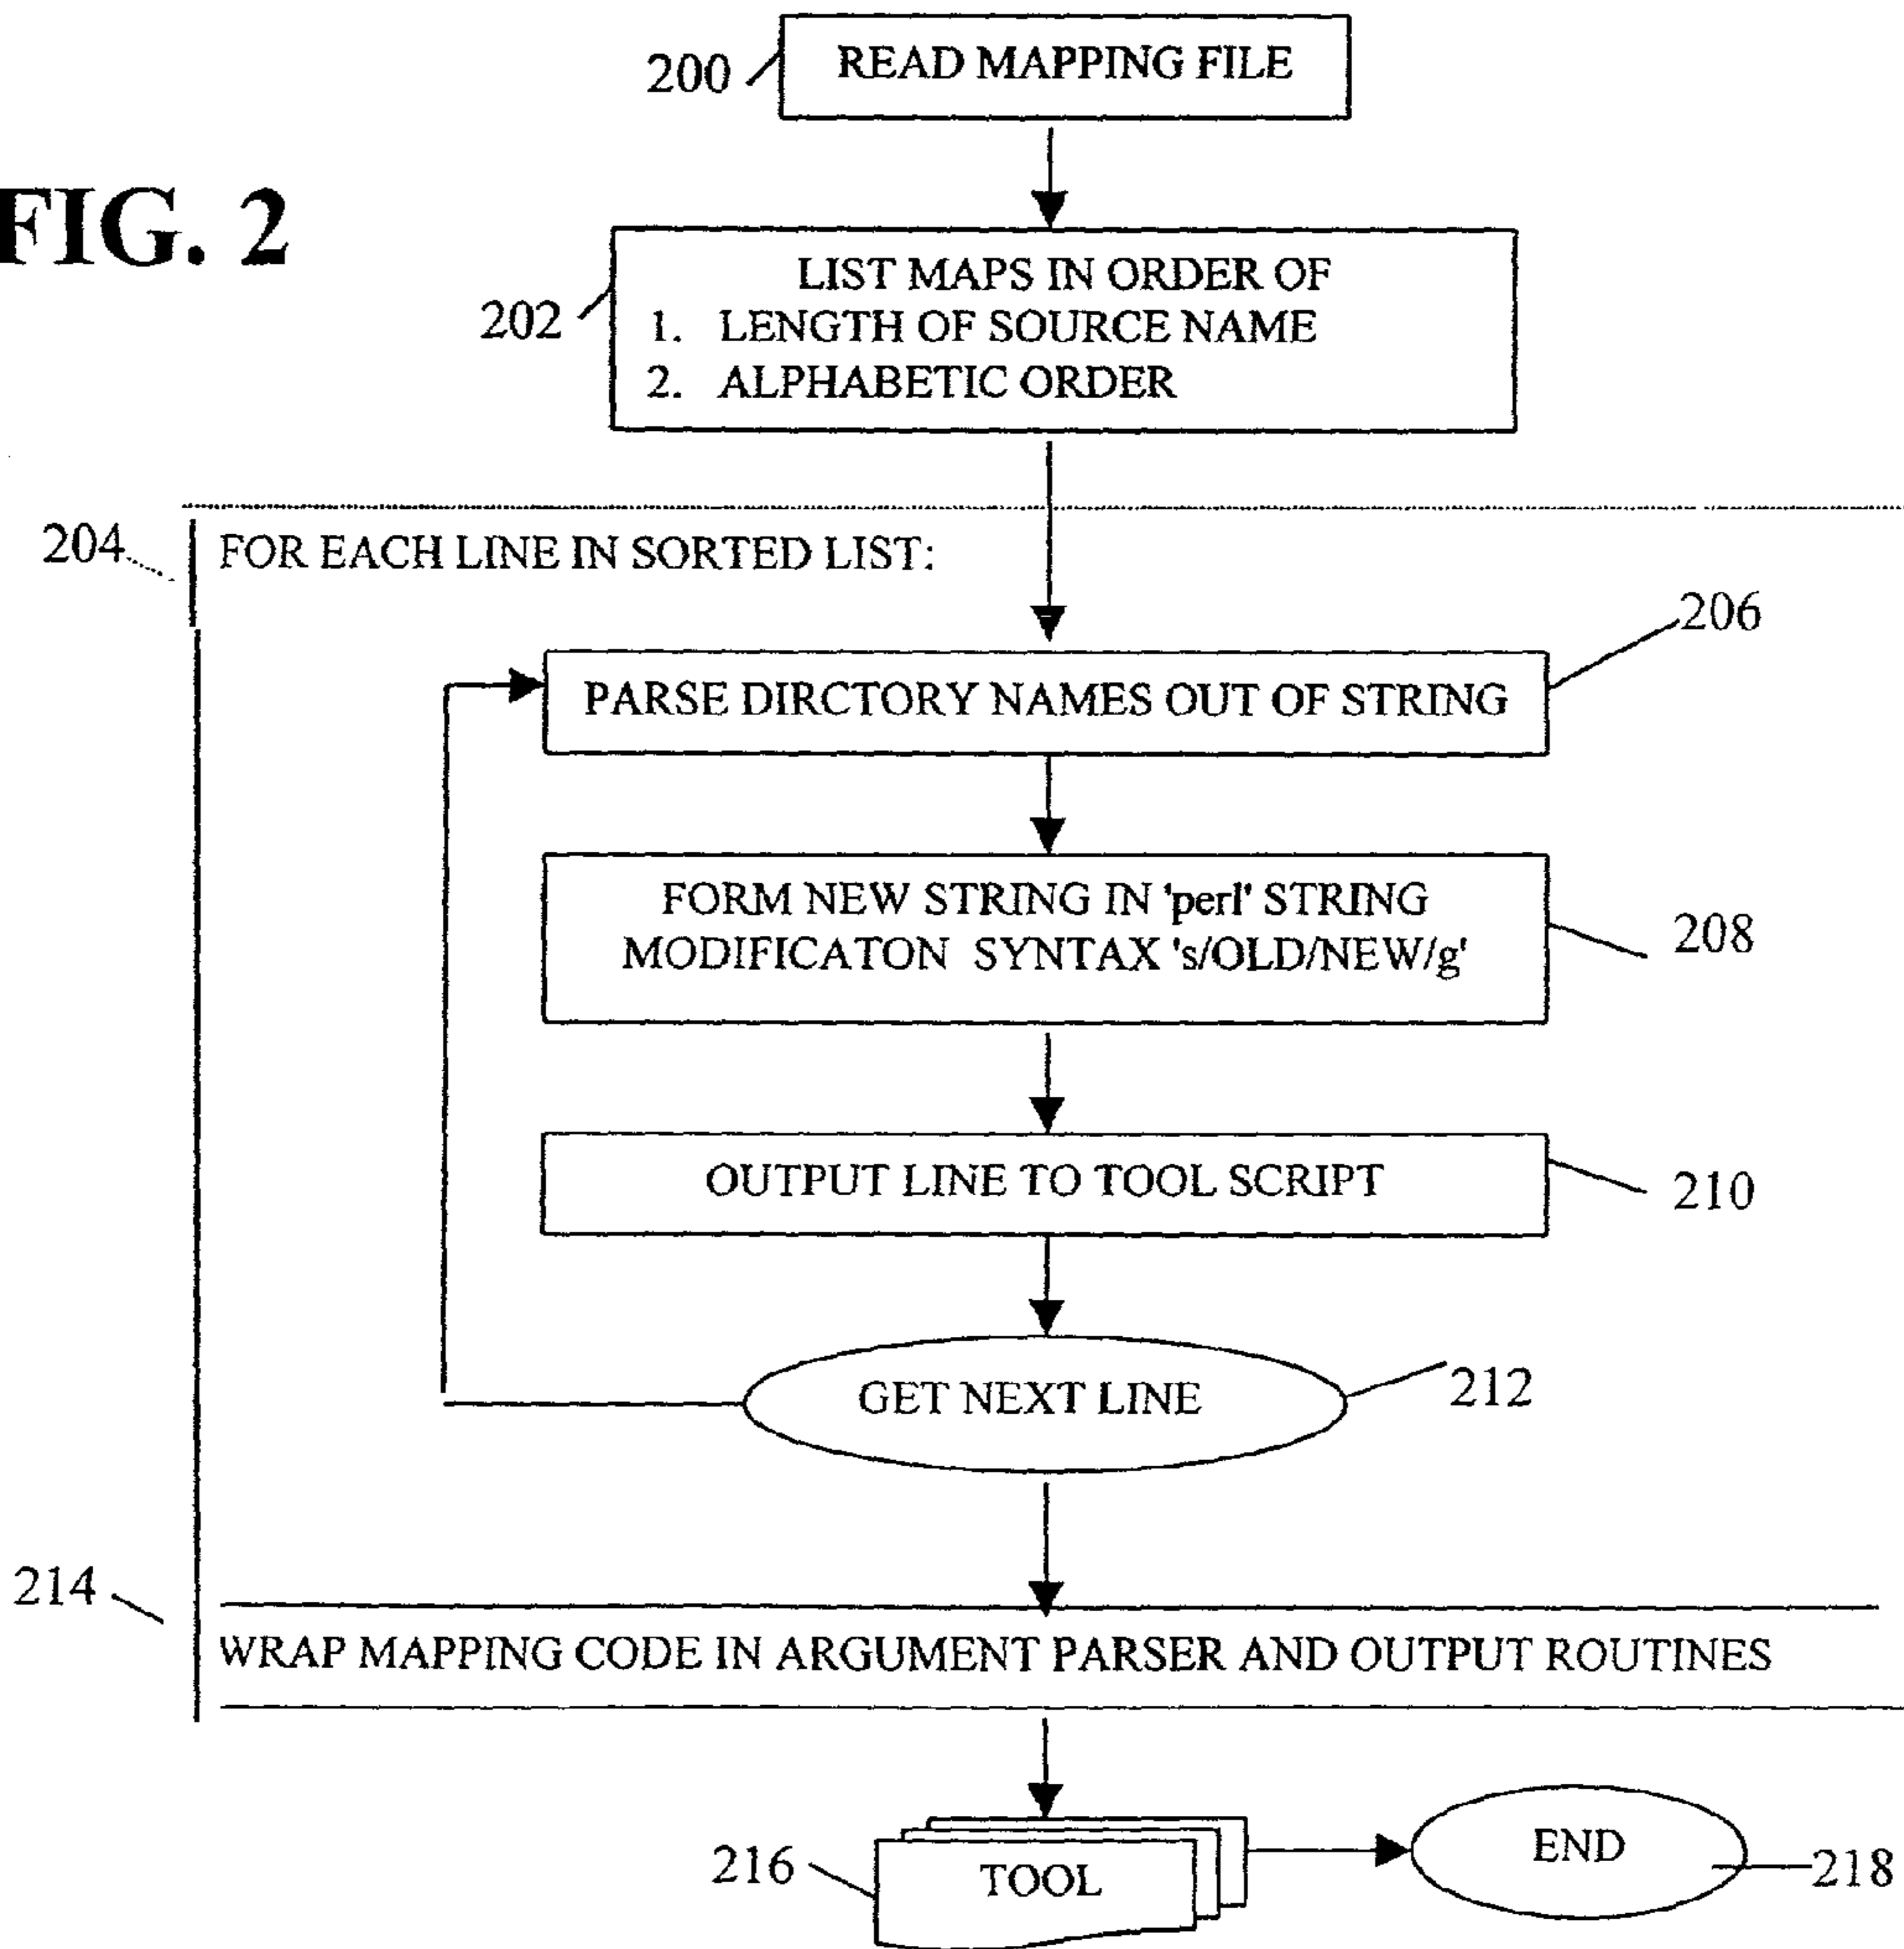 200
READ MAPPING FILE
FIG. 2
202
LIST MAPS IN ORDER OF
1. LENGTH OF SOURCE NAME
2. ALPHABETIC ORDER
204
FOR EACH LINE IN SORTED LIST:
206
PARSE DIRCTORY NAMES OUT OF STRING
FORM NEW STRING IN 'perl' STRING
MODIFICATON SYNTAX 's/OLD/NEW/g'
208
OUTPUT LINE TO TOOL SCRIPT
210
GET NEXT LINE
212
214
WRAP MAPPING CODE IN ARGUMENT PARSER AND OUTPUT ROUTINES
216
TOOL
END
218